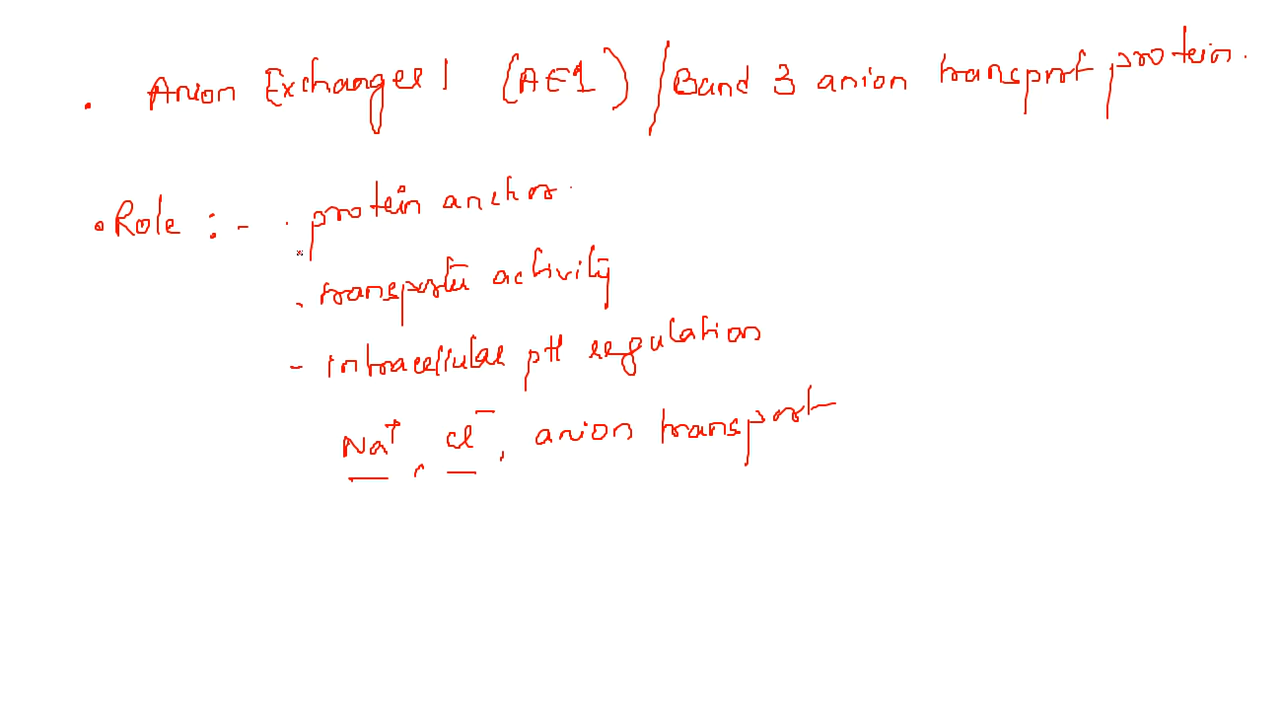 . Anion Exchanger 1 (AE1) / Band 3 anion transport protein.
• Role :- . protein anchor.
. transporter activity
- intracellular pH regulation
Na+, Cl-, anion transport